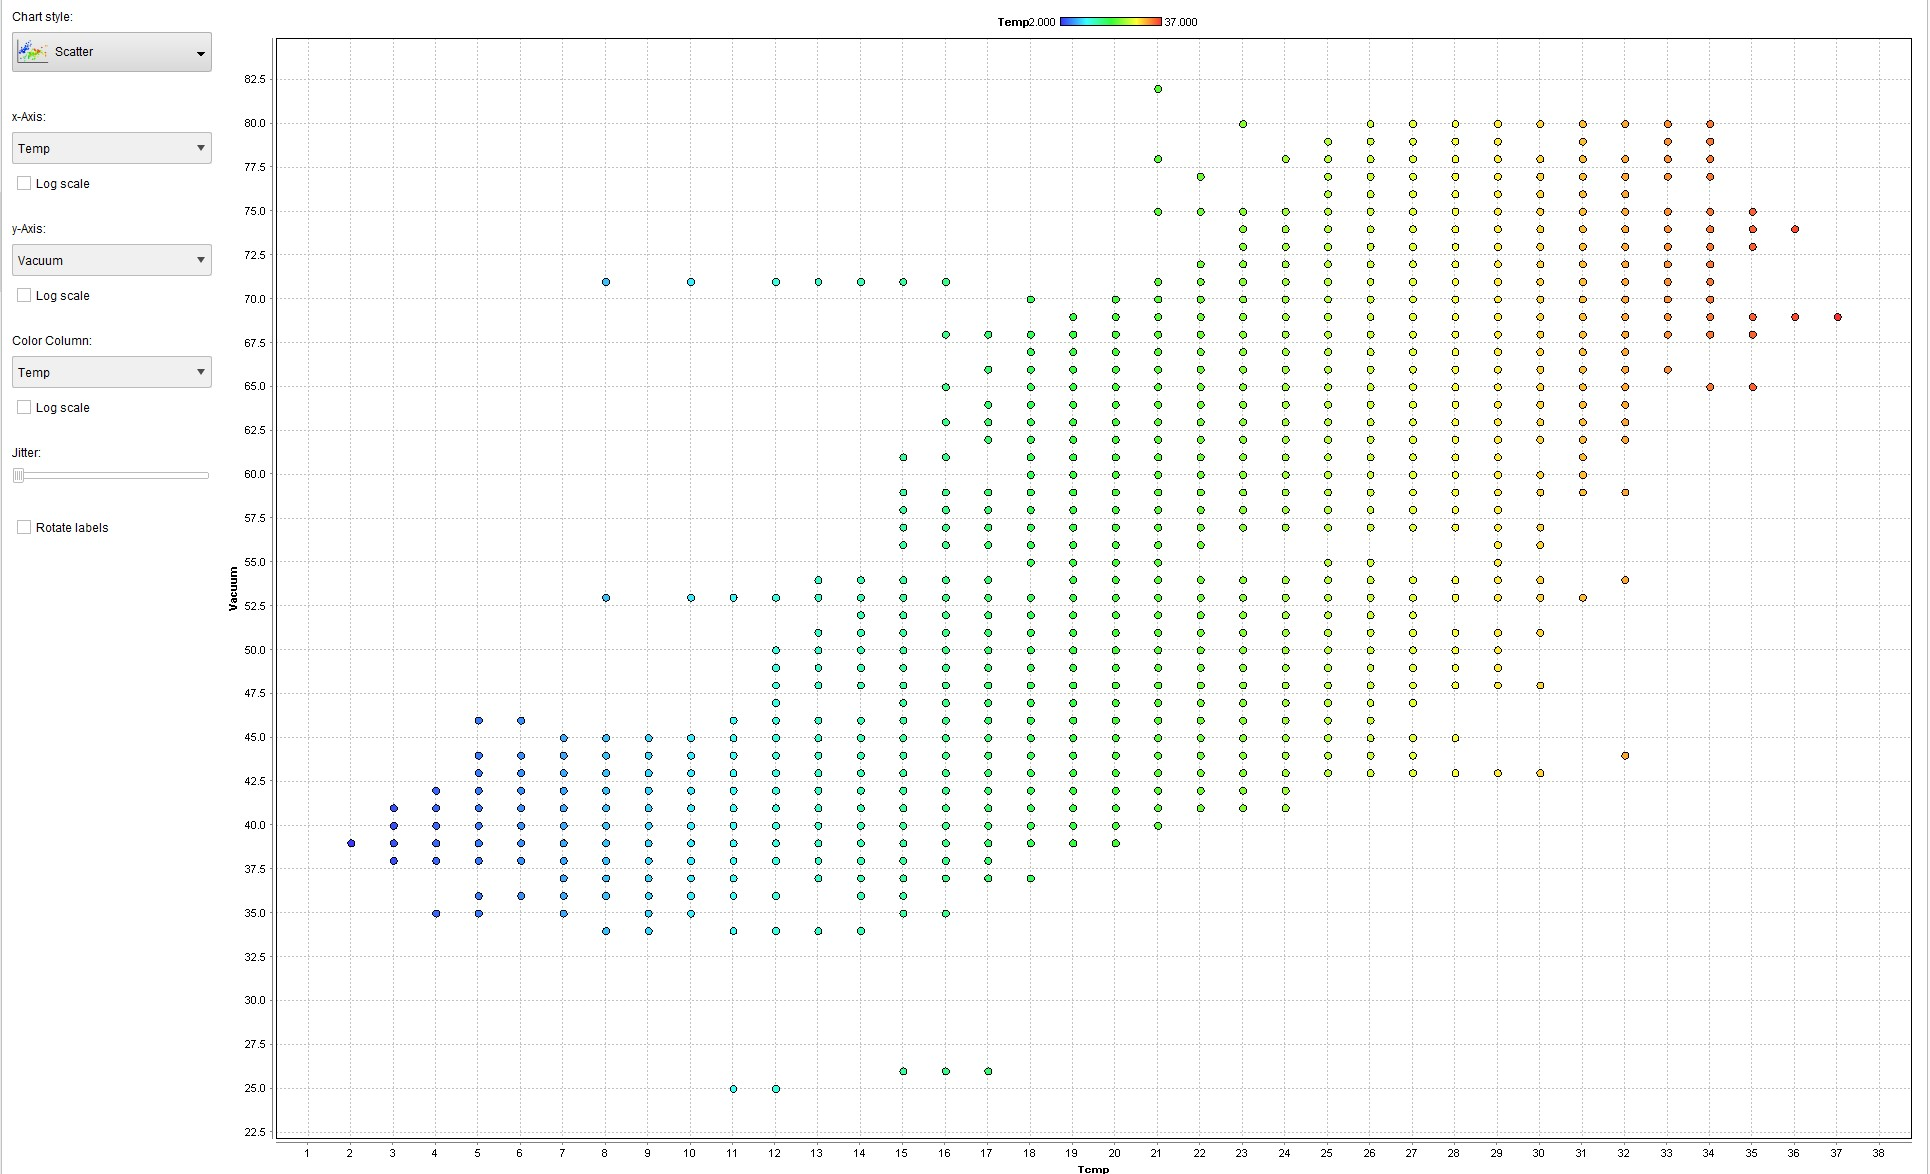 Chart style:
Scatter
x-Axis:
Temp
Log scale
y-Axis:
Vacuum
Log scale
Color Column:
Temp
Log scale
Jitter:
Rotate labels
Temp2.000 37.000
82.5
80.0
77.5
75.0
72.5
70.0
67.5
65.0
62.5
60.0
57.5
55.0
52.5
50.0
47.5
45.0
42.5
40.0
37.5
35.0
32.5
30.0
27.5
25.0
22.5
Vacuum
1 2 3 4 5 6 7 8 9 10 11 12 13 14 15 16 17 18 19 20 21 22 23 24 25 26 27 28 29 30 31 32 33 34 35 36 37 38
Temp